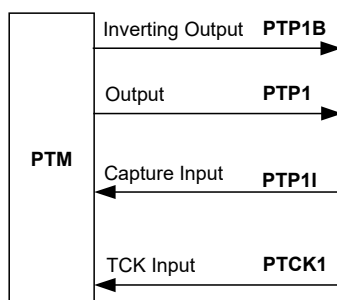 Inverting Output PTP1B
Output PTP1
PTM
Capture Input PTP1I
TCK Input PTCK1